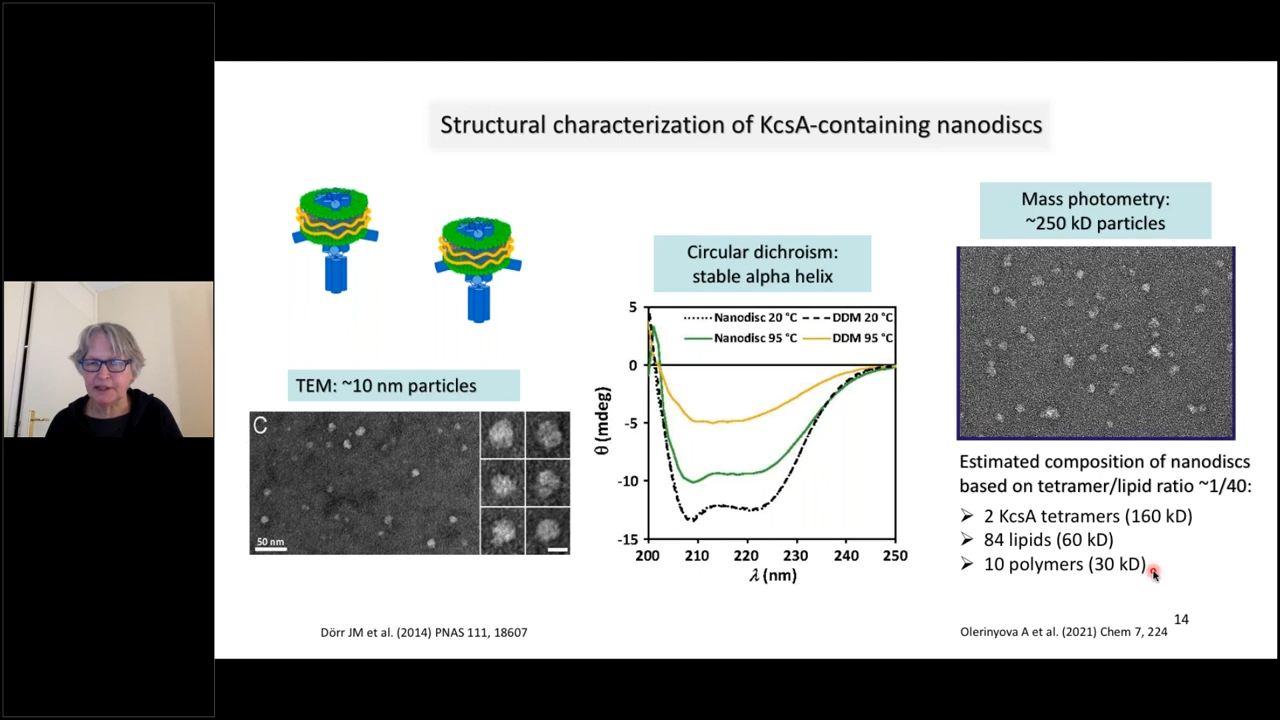 Structural characterization of KcsA-containing nanodiscs
TEM: ~10 nm particles
C
50 nm
Dörr JM et al. (2014) PNAS 111, 18607
Circular dichroism:
stable alpha helix
Nanodisc 20 °C
DDM 20 °C
Nanodisc 95 °C
DDM 95 °C
5
0
-5
-10
-15
θ (mdeg)
200 210 220 230 240 250
λ (nm)
Mass photometry:
~250 kD particles
Estimated composition of nanodiscs
based on tetramer/lipid ratio ~1/40:
➢ 2 KcsA tetramers (160 kD)
➢ 84 lipids (60 kD)
➢ 10 polymers (30 kD)
14
Olerinyova A et al. (2021) Chem 7, 224